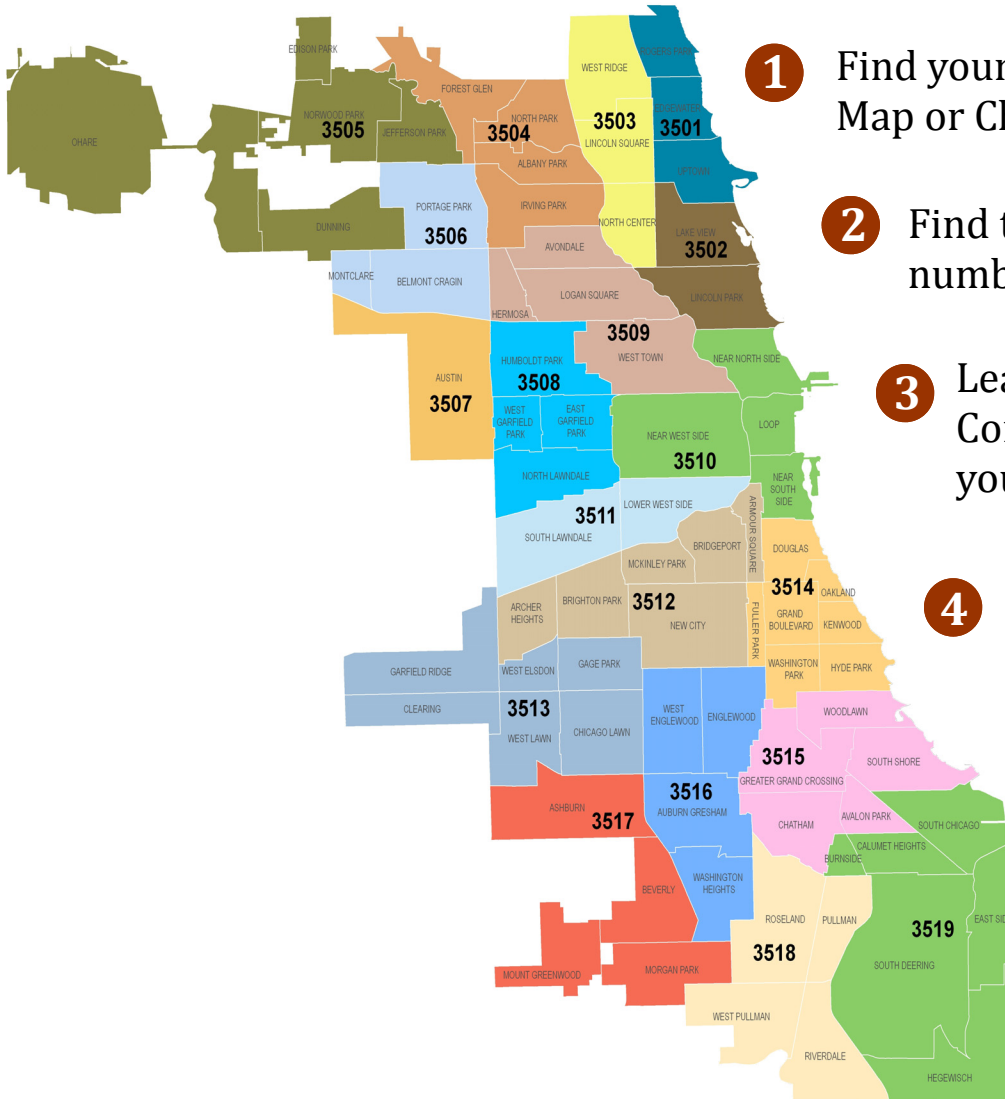 EDISON PARK
NORWOOD PARK
3505
JEFFERSON PARK
OHARE
DUNNING
FOREST GLEN
NORTH PARK
3504
ALBANY PARK
IRVING PARK
WEST RIDGE
3503
LINCOLN SQUARE
NORTH CENTER
ROGERS PARK
EDGEWATER
3501
UPTOWN
LAKE VIEW
3502
LINCOLN PARK
PORTAGE PARK
3506
MONTCLARE
BELMONT CRAGIN
AVONDALE
LOGAN SQUARE
HERMOSA
3509
WEST TOWN
AUSTIN
3507
HUMBOLDT PARK
3508
WEST
GARFIELD
PARK
EAST
GARFIELD
PARK
NORTH LAWNDALE
NEAR NORTH SIDE
NEAR WEST SIDE
3510
LOOP
NEAR
SOUTH
SIDE
LOWER WEST SIDE
3511
SOUTH LAWNDALE
ARMOUR SQUARE
BRIDGEPORT
MCKINLEY PARK
BRIGHTON PARK
3512
ARCHER
HEIGHTS
NEW CITY
DOUGLAS
3514
OAKLAND
GRAND
BOULEVARD
KENWOOD
FULLER PARK
WASHINGTON
PARK
HYDE PARK
GARFIELD RIDGE
WEST ELSDON
GAGE PARK
CLEARING
3513
WEST LAWN
CHICAGO LAWN
WEST
ENGLEWOOD
ENGLEWOOD
3516
AUBURN GRESHAM
WASHINGTON
HEIGHTS
WOODLAWN
3515
SOUTH SHORE
GREATER GRAND CROSSING
CHATHAM
AVALON PARK
ASHBURN
3517
BEVERLY
MOUNT GREENWOOD
MORGAN PARK
SOUTH CHICAGO
CALUMET HEIGHTS
BURNSIDE
EAST SID
3519
SOUTH DEERING
HEGEWISCH
ROSELAND
PULLMAN
3518
WEST PULLMAN
RIVERDALE
1
Find your
Map or Cl
2
Find t
numb
3
Lea
Co
you
4